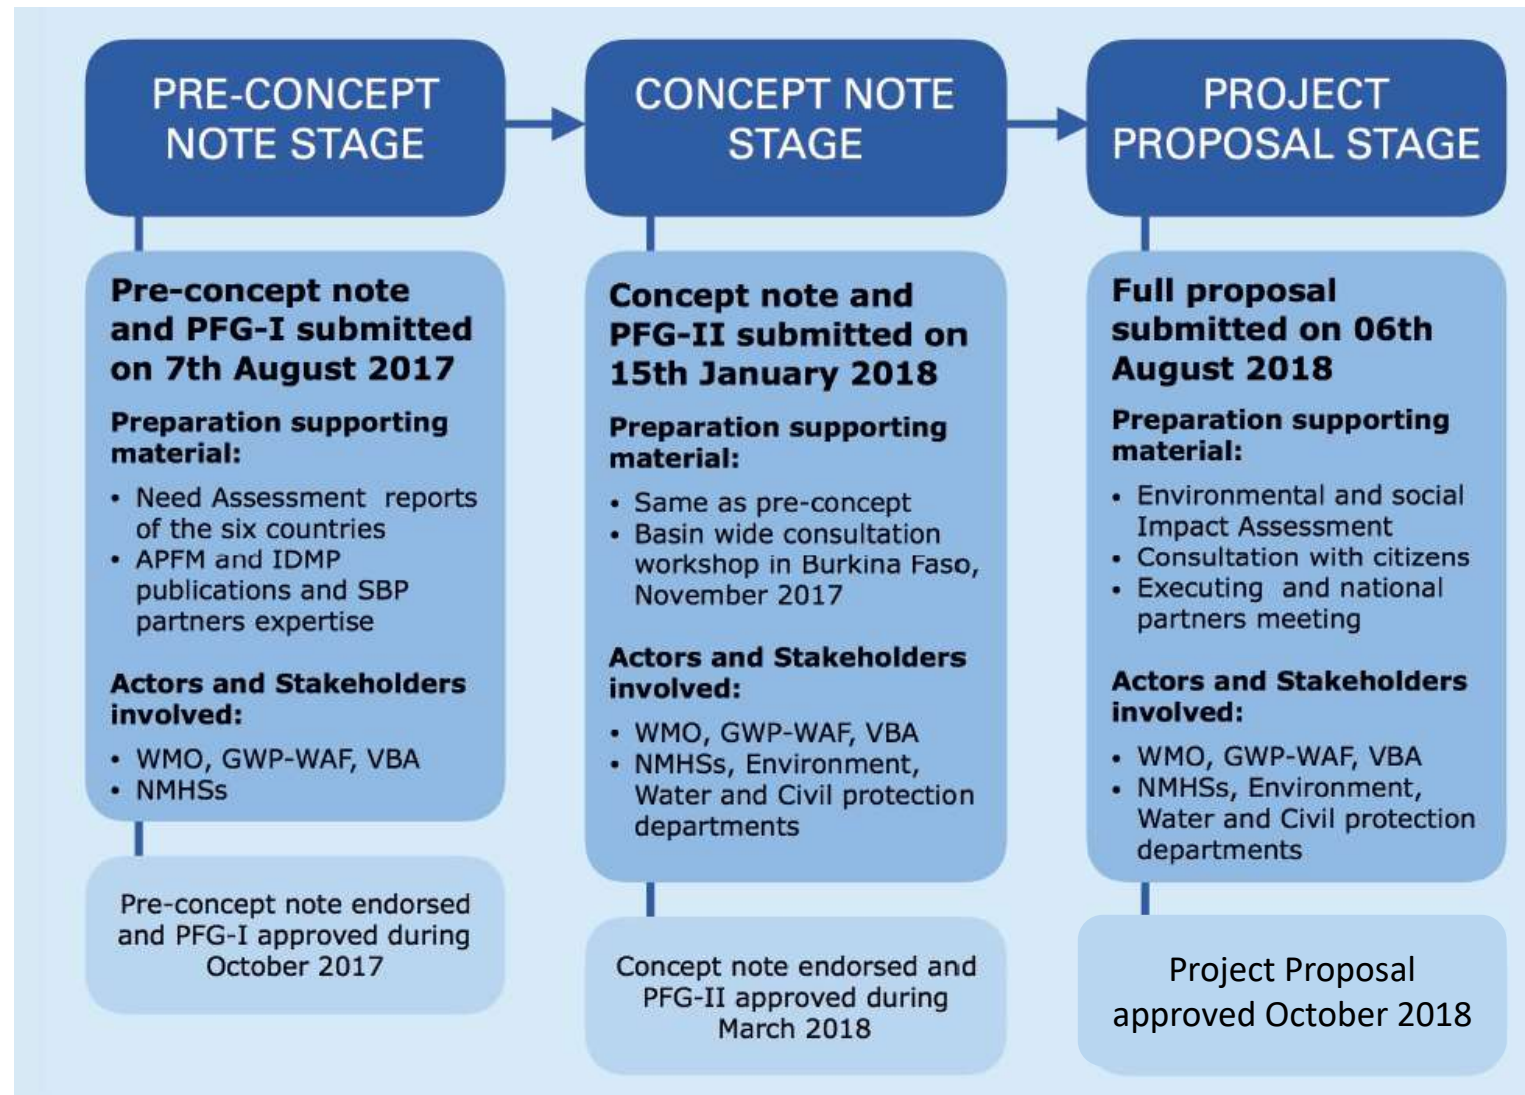 PRE-CONCEPT
NOTE STAGE
Pre-concept note
and PFG-I submitted
on 7th August 2017
Preparation supporting
material:
• Need Assessment reports
of the six countries
• APFM and IDMP
publications and SBP
partners expertise
Actors and Stakeholders
involved:
• WMO, GWP-WAF, VBA
• NMHSs
Pre-concept note endorsed
and PFG-I approved during
October 2017
CONCEPT NOTE
STAGE
Concept note and
PFG-II submitted on
15th January 2018
Preparation supporting
material:
• Same as pre-concept
• Basin wide consultation
workshop in Burkina Faso,
November 2017
Actors and Stakeholders
involved:
• WMO, GWP-WAF, VBA
• NMHSs, Environment,
Water and Civil protection
departments
Concept note endorsed and
PFG-II approved during
March 2018
PROJECT
PROPOSAL STAGE
Full proposal
submitted on 06th
August 2018
Preparation supporting
material:
• Environmental and social
Impact Assessment
• Consultation with citizens
• Executing and national
partners meeting
Actors and Stakeholders
involved:
• WMO, GWP-WAF, VBA
• NMHSs, Environment,
Water and Civil protection
departments
Project Proposal
approved October 2018